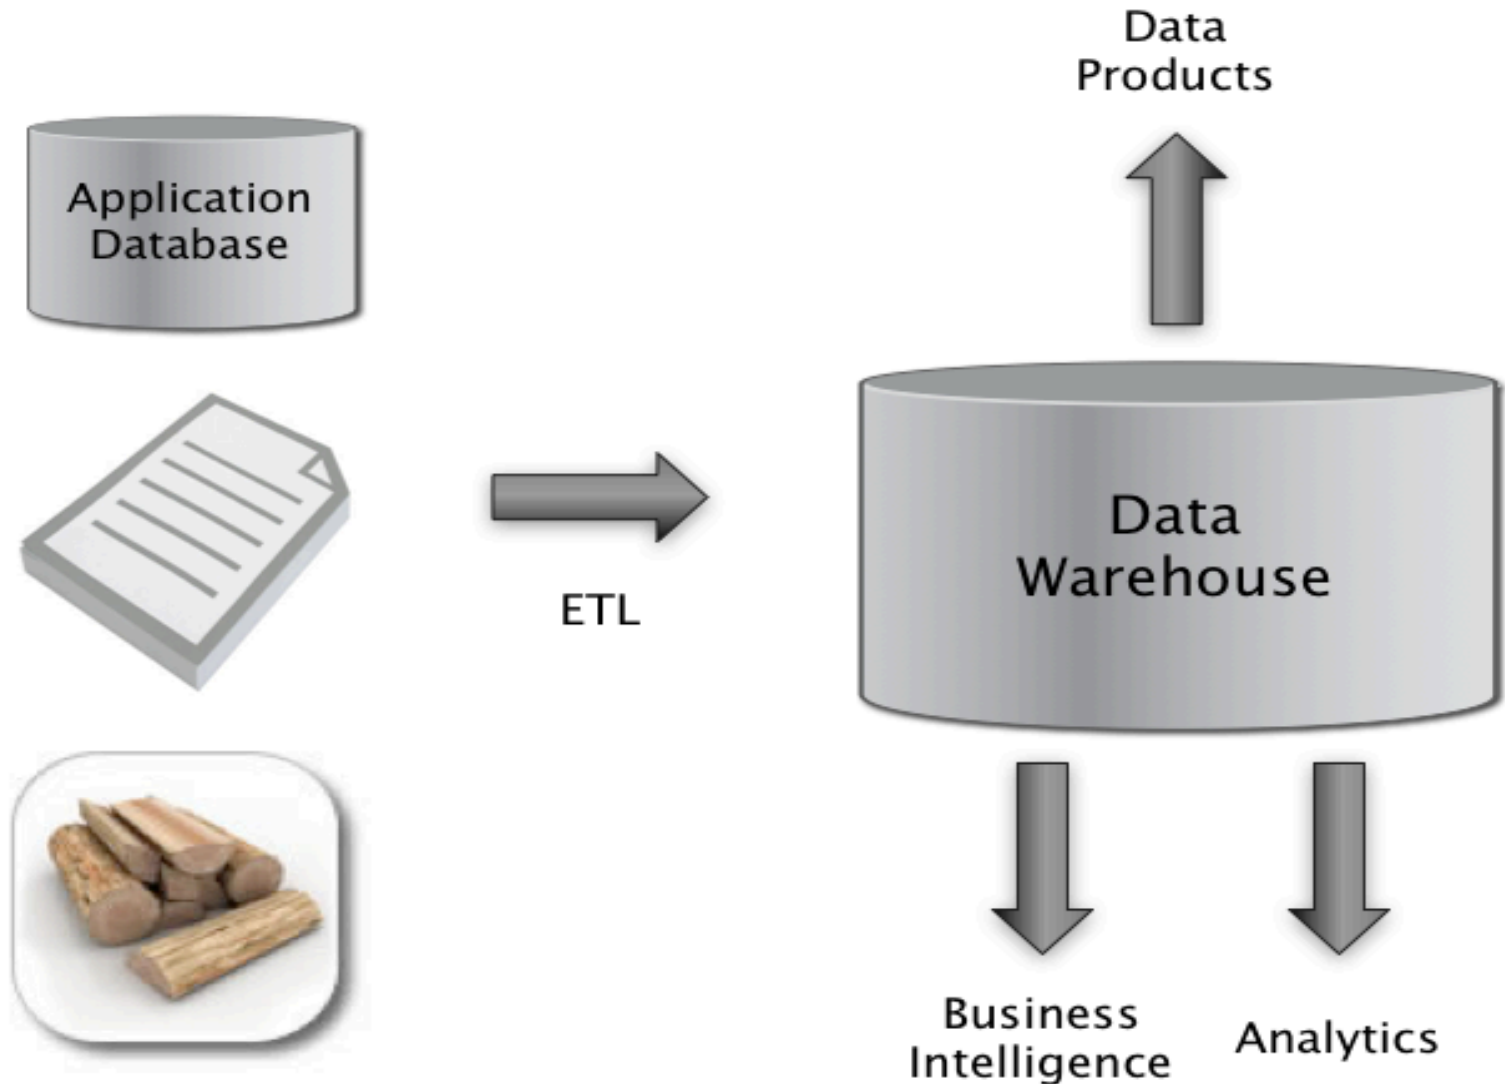 Data
Products
Application
Database
ETL
Data
Warehouse
Business
Intelligence
Analytics